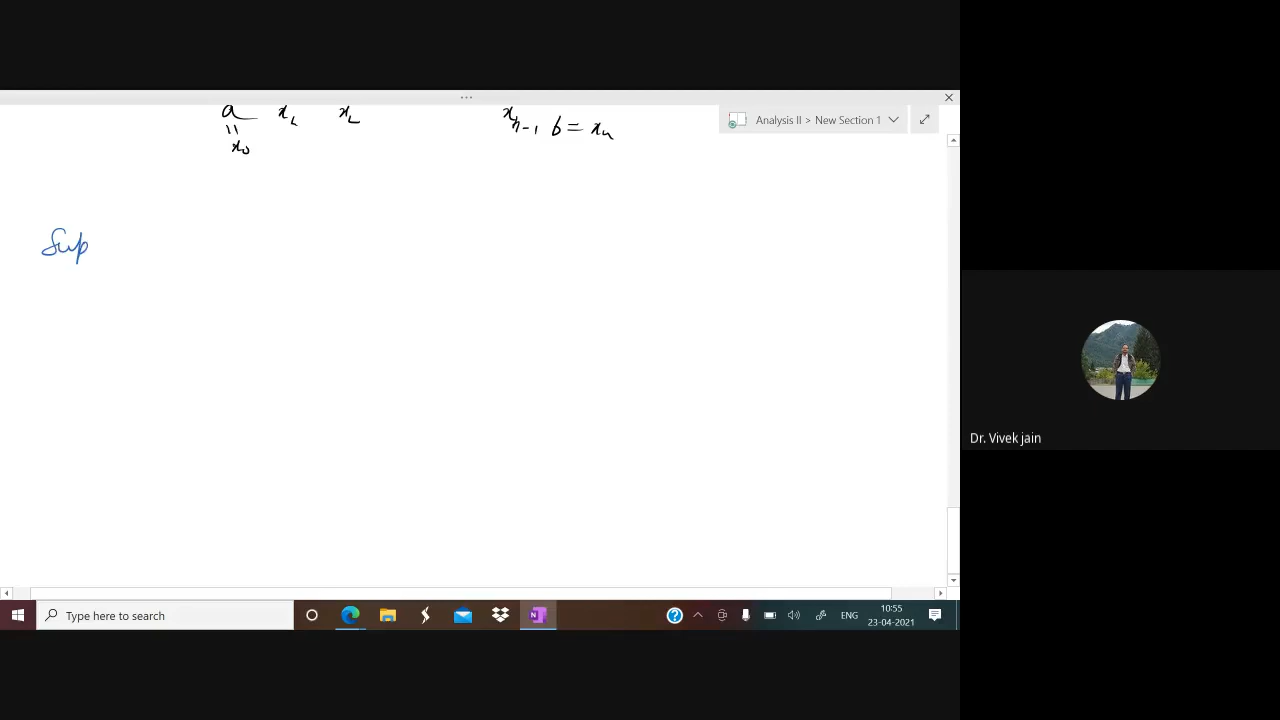 a x₁ x₂ xₙ₋₁ b = xₙ
||
x₀
Analysis II > New Section 1
Sup
Dr. Vivek jain
Type here to search
ENG
10:55
23-04-2021